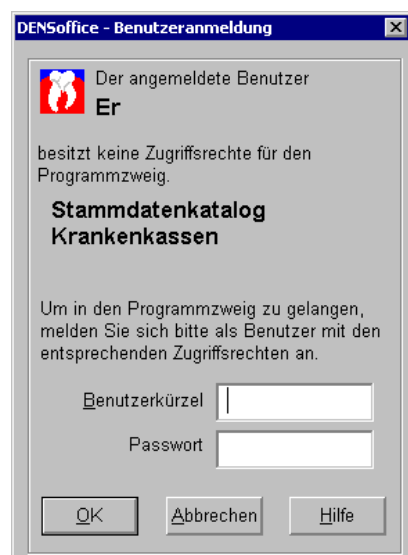 DENSoffice - Benutzeranmeldung
Der angemeldete Benutzer
Er
besitzt keine Zugriffsrechte für den
Programmzweig.
Stammdatenkatalog
Krankenkassen
Um in den Programmzweig zu gelangen,
melden Sie sich bitte als Benutzer mit den
entsprechenden Zugriffsrechten an.
Benutzerkürzel
Passwort
OK Abbrechen Hilfe